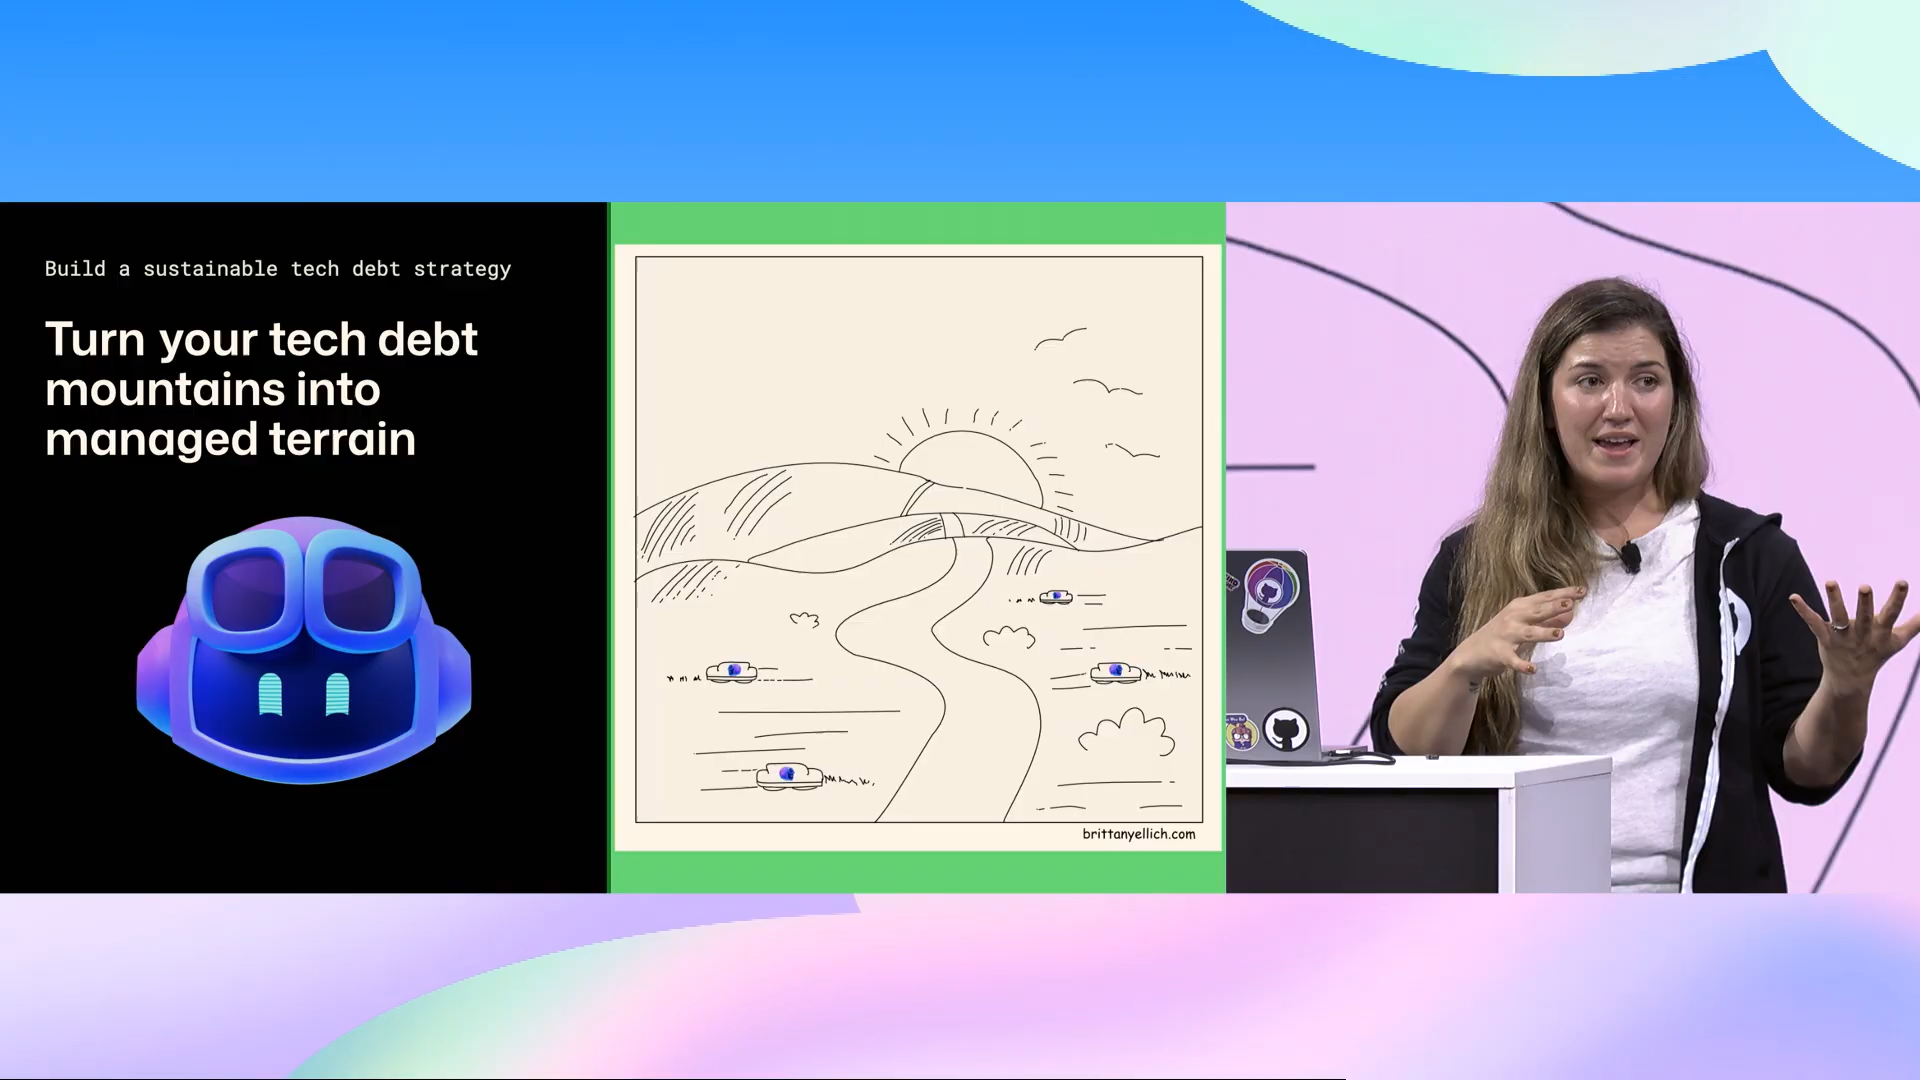 Build a sustainable tech debt strategy
Turn your tech debt
mountains into
managed terrain
brittanyellich.com